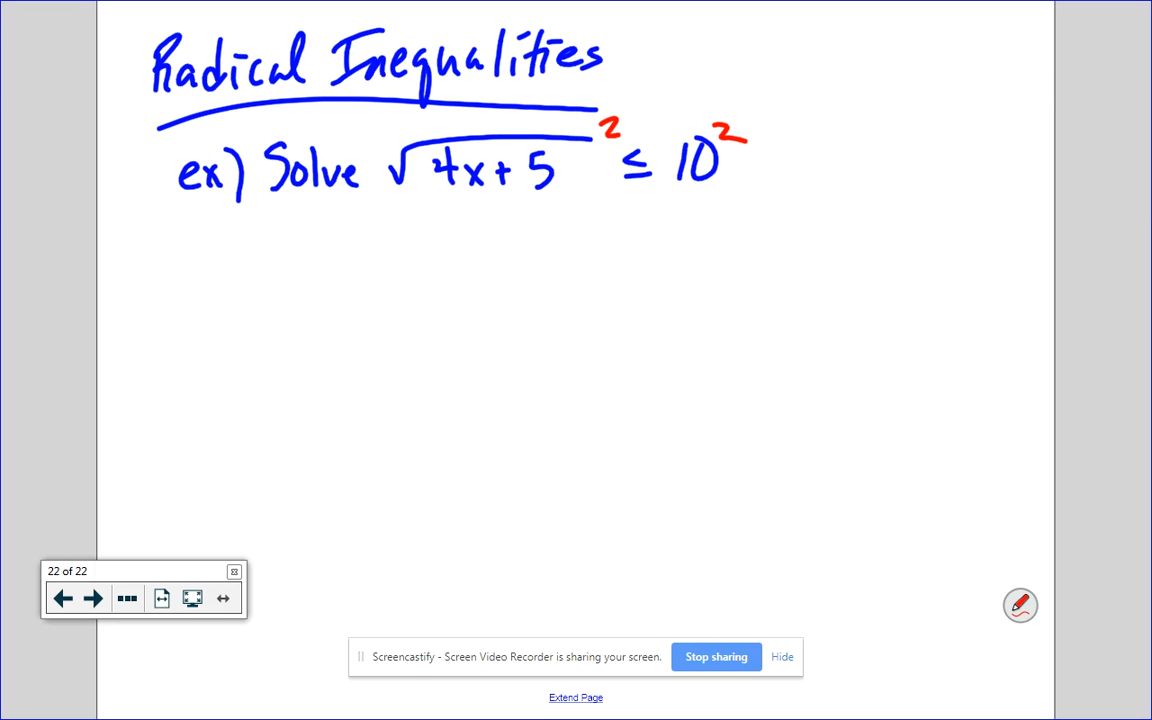 Radical Inequalities
ex) Solve √(4x+5)² ≤ 10²
22 of 22
Screencastify - Screen Video Recorder is sharing your screen. Stop sharing Hide
Extend Page